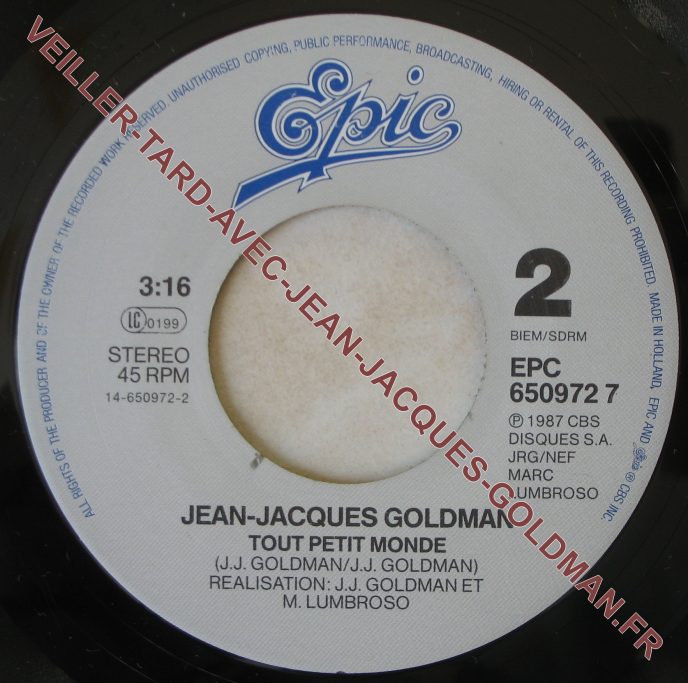 ALL RIGHTS OF THE PRODUCER AND OF THE OWNER OF THE RECORDED WORK RESERVED. UNAUTHORISED COPYING, PUBLIC PERFORMANCE, BROADCASTING, HIRING OR RENTAL OF THIS RECORDING PROHIBITED. MADE IN HOLLAND. EPIC AND Epic ® CBS INC.
Epic
VEILLER-TARD-AVEC-JEAN-JACQUES-GOLDMAN.FR
3:16
LC 0199
STEREO
45 RPM
14-650972-2
2
BIEM/SDRM
EPC
650972 7
℗ 1987 CBS
DISQUES S.A.
JRG/NEF
MARC
LUMBROSO
JEAN-JACQUES GOLDMAN
TOUT PETIT MONDE
(J.J. GOLDMAN/J.J. GOLDMAN)
REALISATION: J.J. GOLDMAN ET
M. LUMBROSO